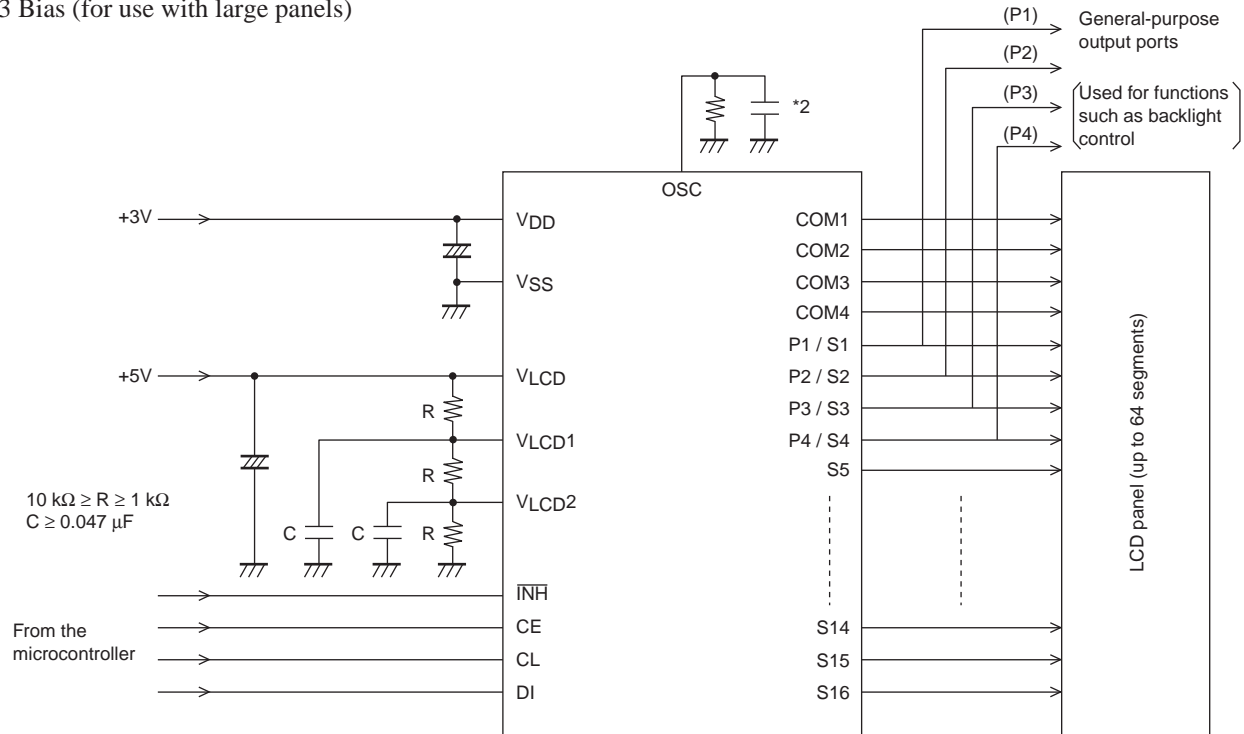 3 Bias (for use with large panels)
(P1)
General-purpose
output ports
(P2)
(P3)
Used for functions
such as backlight
control
(P4)
*2
OSC
+3V
VDD
VSS
+5V
VLCD
R
VLCD1
R
VLCD2
R
C
C
10 kΩ ≥ R ≥ 1 kΩ
C ≥ 0.047 μF
INH
CE
CL
DI
From the
microcontroller
COM1
COM2
COM3
COM4
P1 / S1
P2 / S2
P3 / S3
P4 / S4
S5
S14
S15
S16
LCD panel (up to 64 segments)